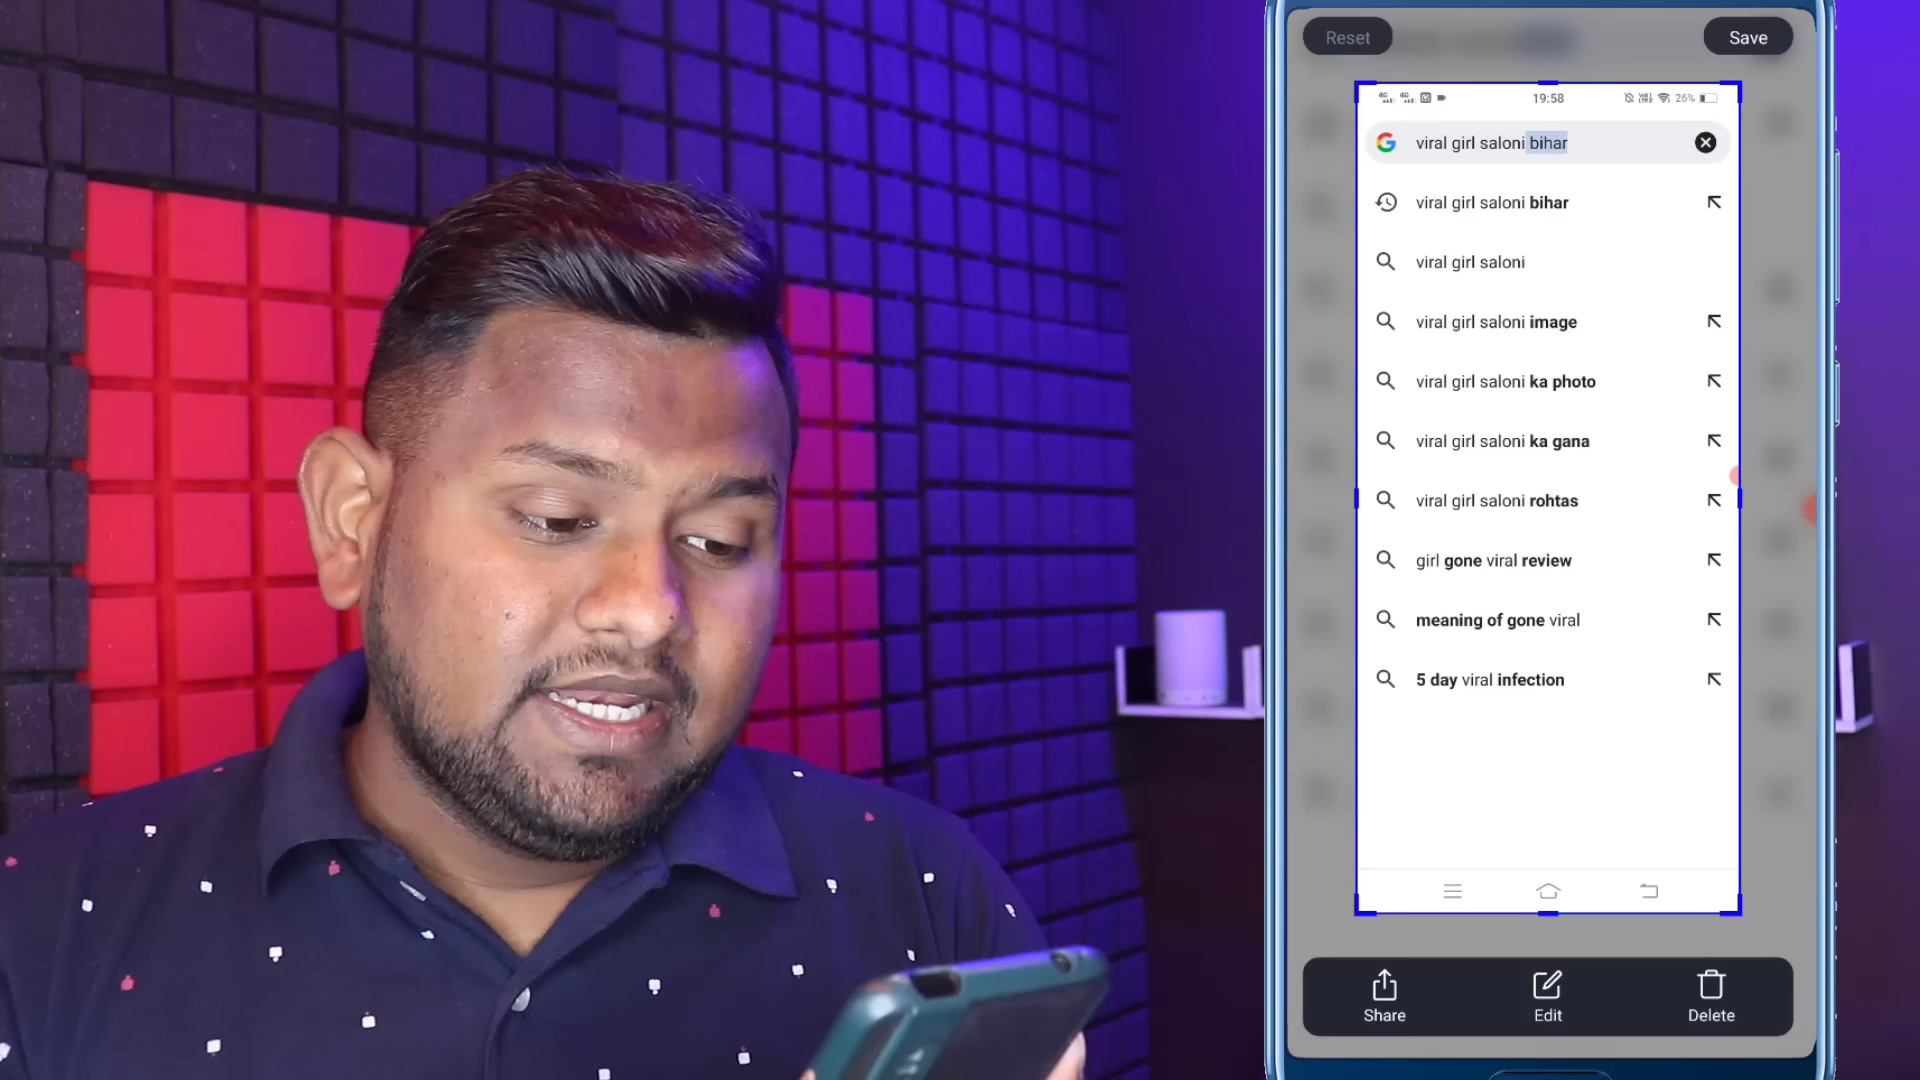 Reset
Save
19:58
26%
viral girl saloni bihar
viral girl saloni bihar
viral girl saloni
viral girl saloni image
viral girl saloni ka photo
viral girl saloni ka gana
viral girl saloni rohtas
girl gone viral review
meaning of gone viral
5 day viral infection
Share
Edit
Delete